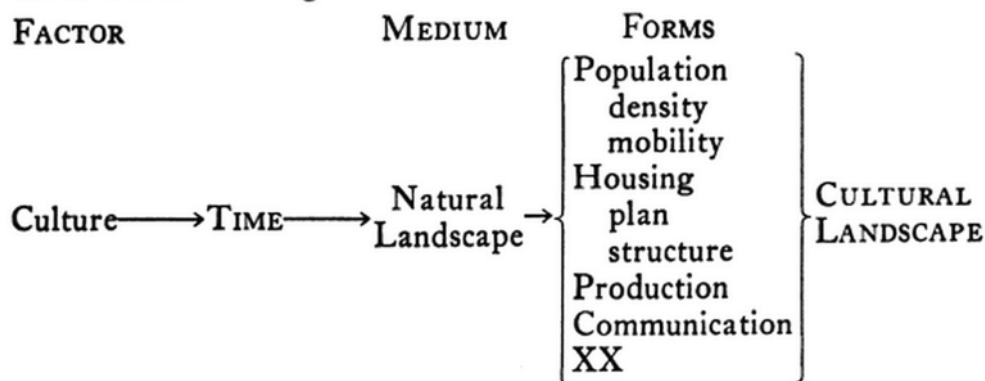 FACTOR MEDIUM FORMS
Population
density
mobility
Housing
Culture TIME Natural Landscape
plan
structure
Production
Communication
XX
CULTURAL
LANDSCAPE